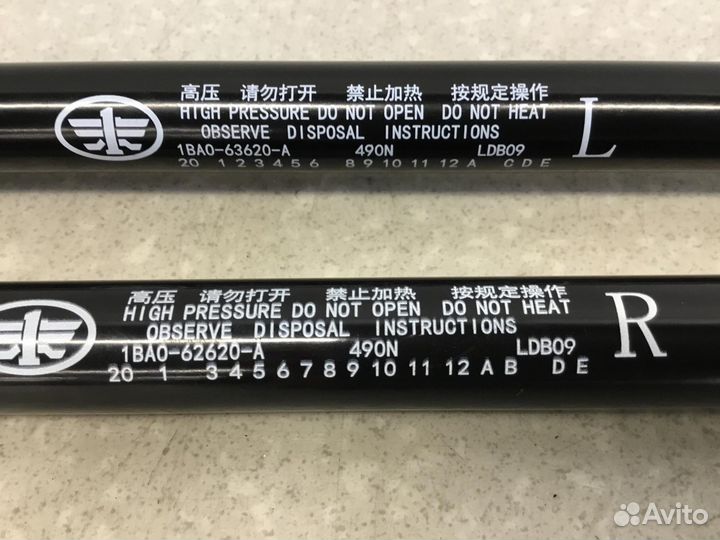 高压 请勿打开 禁止加热 按规定操作
HIGH PRESSURE DO NOT OPEN DO NOT HEAT
OBSERVE DISPOSAL INSTRUCTIONS
1BA0-63620-A 490N LDB09
20 1 2 3 4 5 6 8 9 10 11 12 A C D E
L
高压 请勿打开 禁止加热 按规定操作
HIGH PRESSURE DO NOT OPEN DO NOT HEAT
OBSERVE DISPOSAL INSTRUCTIONS
1BA0-62620-A 490N LDB09
20 1 3 4 5 6 7 8 9 10 11 12 A B D E
R
Avito